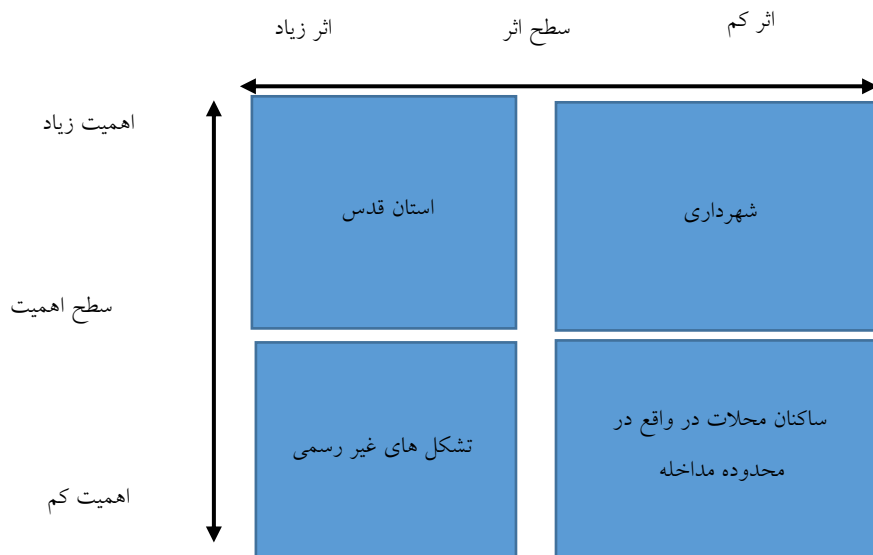 اثر کم
سطح اثر
اثر زیاد
اهمیت زیاد
شهرداری
استان قدس
سطح اهمیت
ساکنان محلات در واقع در
محدوده مداخله
تشکل های غیر رسمی
اهمیت کم